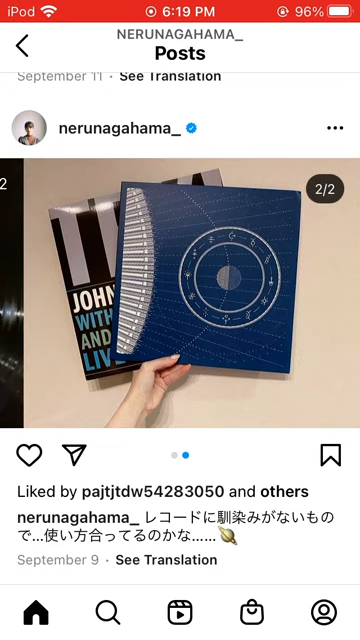 iPod 6:19 PM 96%
NERUNAGAHAMA_
Posts
September 11 · See Translation
nerunagahama_
2
2/2
JOHN
WITH
AND
LIVE
Liked by pajtjtdw54283050 and others
nerunagahama_ レコードに馴染みがないもの
で...使い方合ってるのかな......🪐
September 9 · See Translation